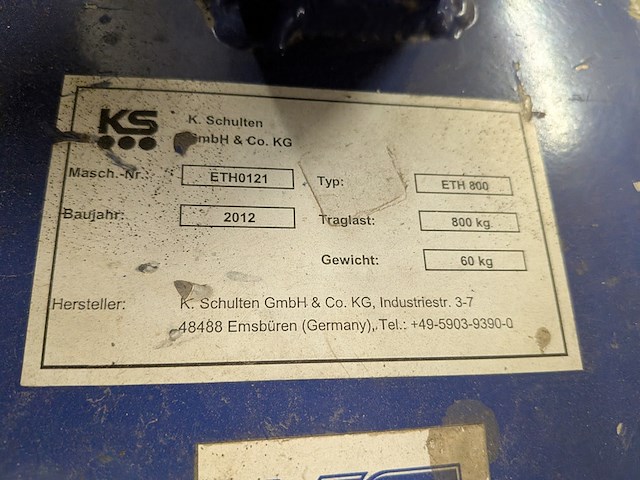 KS
K. Schulten
GmbH & Co. KG
Masch.-Nr.: ETH0121 Typ: ETH 800
Baujahr: 2012 Traglast: 800 kg
Gewicht: 60 kg
Hersteller: K. Schulten GmbH & Co. KG, Industriestr. 3-7
48488 Emsbüren (Germany), Tel.: +49-5903-9390-0